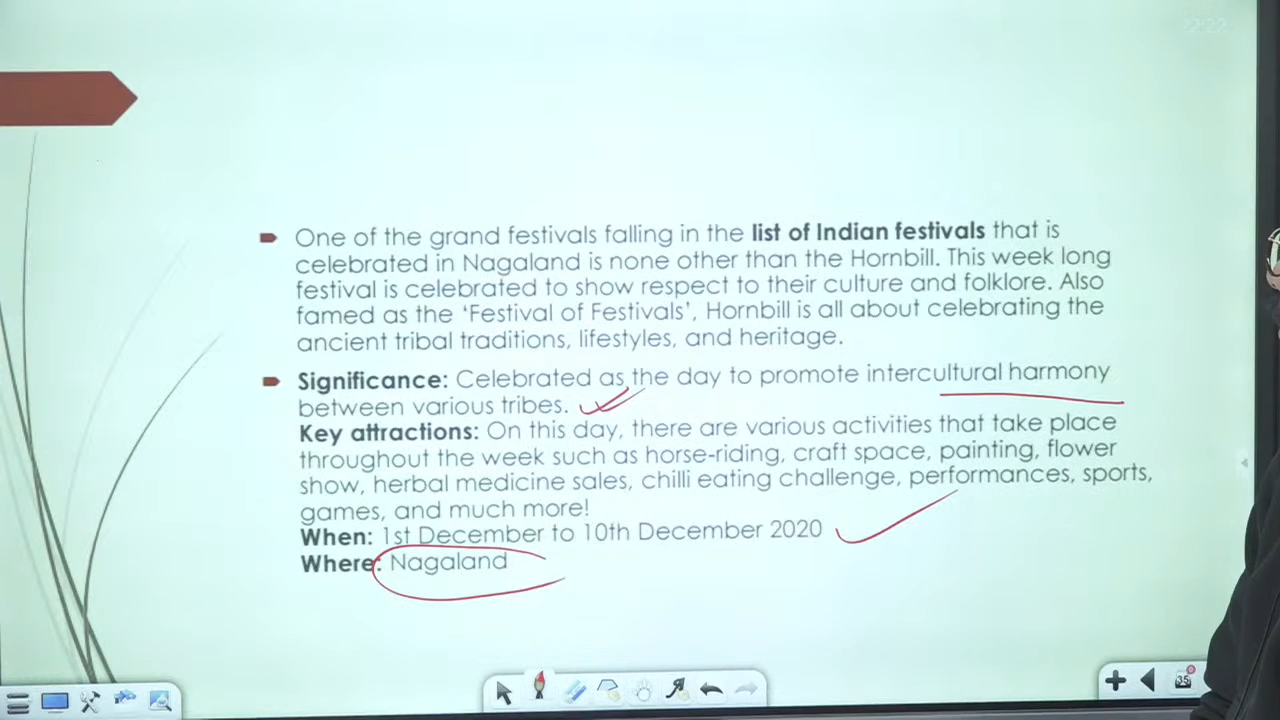 22:22
One of the grand festivals falling in the list of Indian festivals that is
celebrated in Nagaland is none other than the Hornbill. This week long
festival is celebrated to show respect to their culture and folklore. Also
famed as the ‘Festival of Festivals’, Hornbill is all about celebrating the
ancient tribal traditions, lifestyles, and heritage.
Significance: Celebrated as the day to promote intercultural harmony
between various tribes.
Key attractions: On this day, there are various activities that take place
throughout the week such as horse-riding, craft space, painting, flower
show, herbal medicine sales, chilli eating challenge, performances, sports,
games, and much more!
When: 1st December to 10th December 2020
Where: Nagaland
35